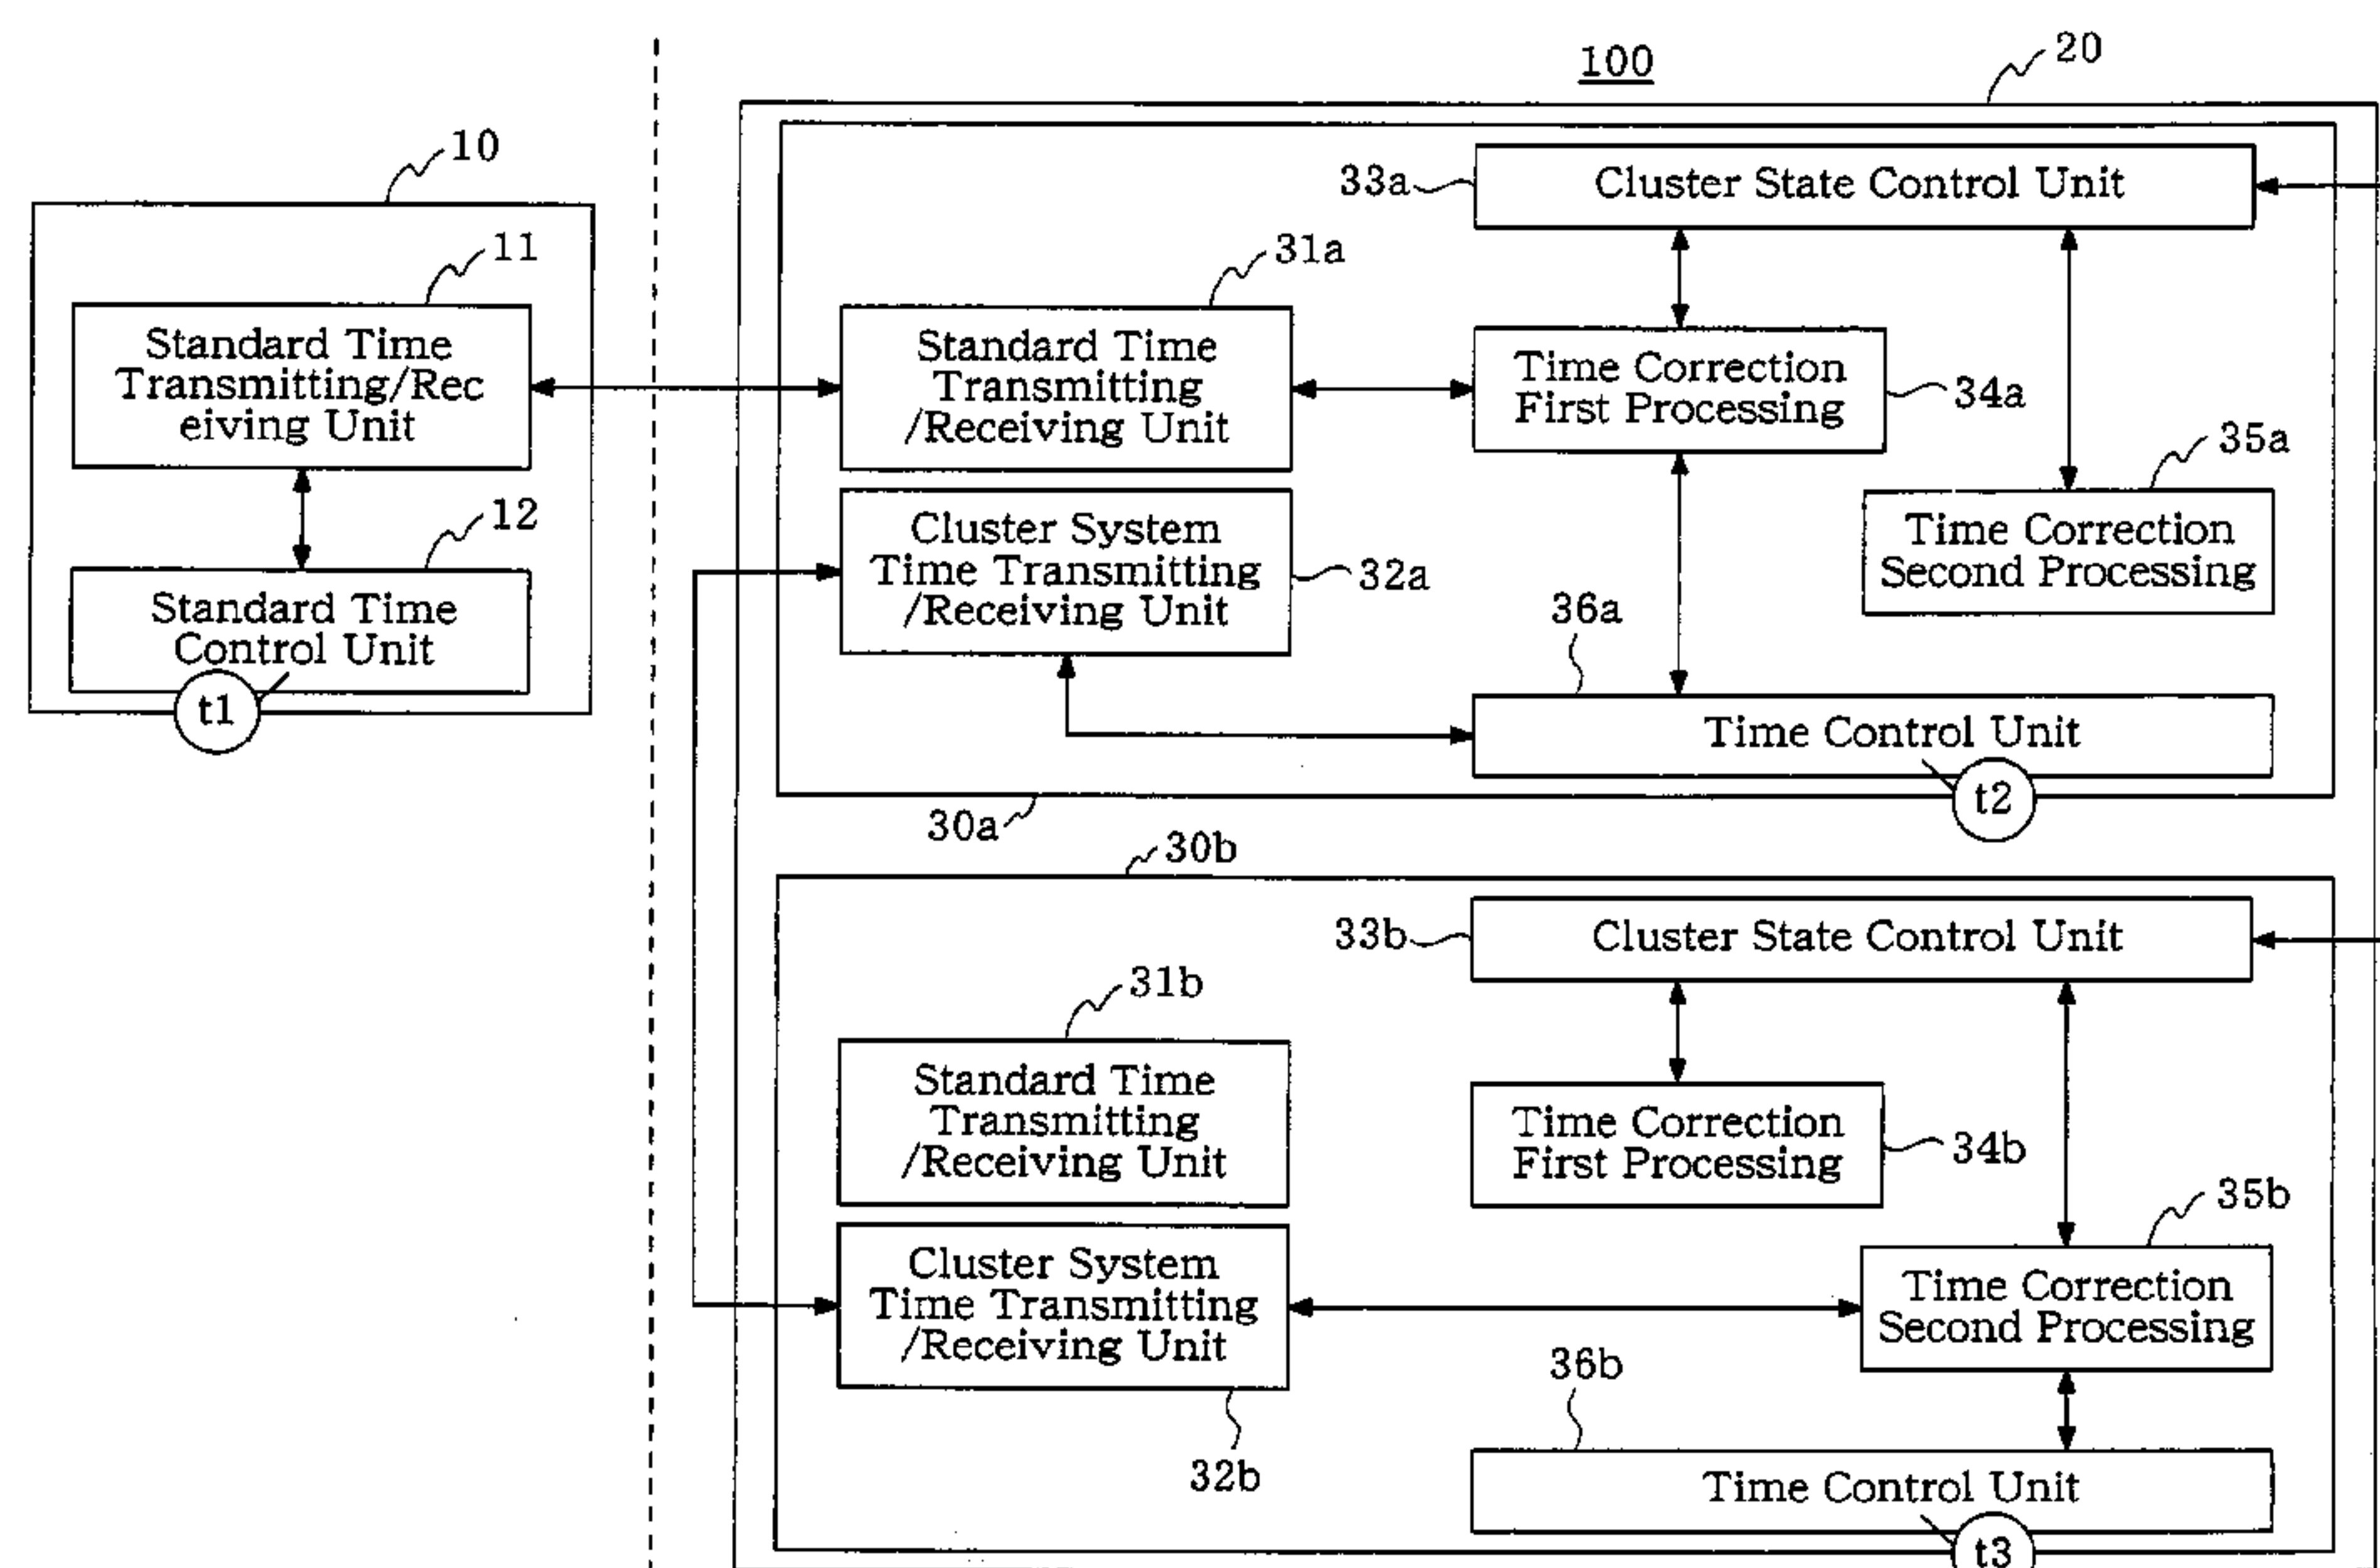 100
20
10
11
Standard Time
Transmitting/Rec
eiving Unit
12
Standard Time
Control Unit
t1
33a
Cluster State Control Unit
31a
Standard Time
Transmitting
/Receiving Unit
Time Correction
First Processing
34a
35a
Cluster System
Time Transmitting
/Receiving Unit
32a
Time Correction
Second Processing
36a
Time Control Unit
t2
30a
30b
33b
Cluster State Control Unit
31b
Standard Time
Transmitting
/Receiving Unit
Time Correction
First Processing
34b
35b
Cluster System
Time Transmitting
/Receiving Unit
32b
Time Correction
Second Processing
36b
Time Control Unit
t3